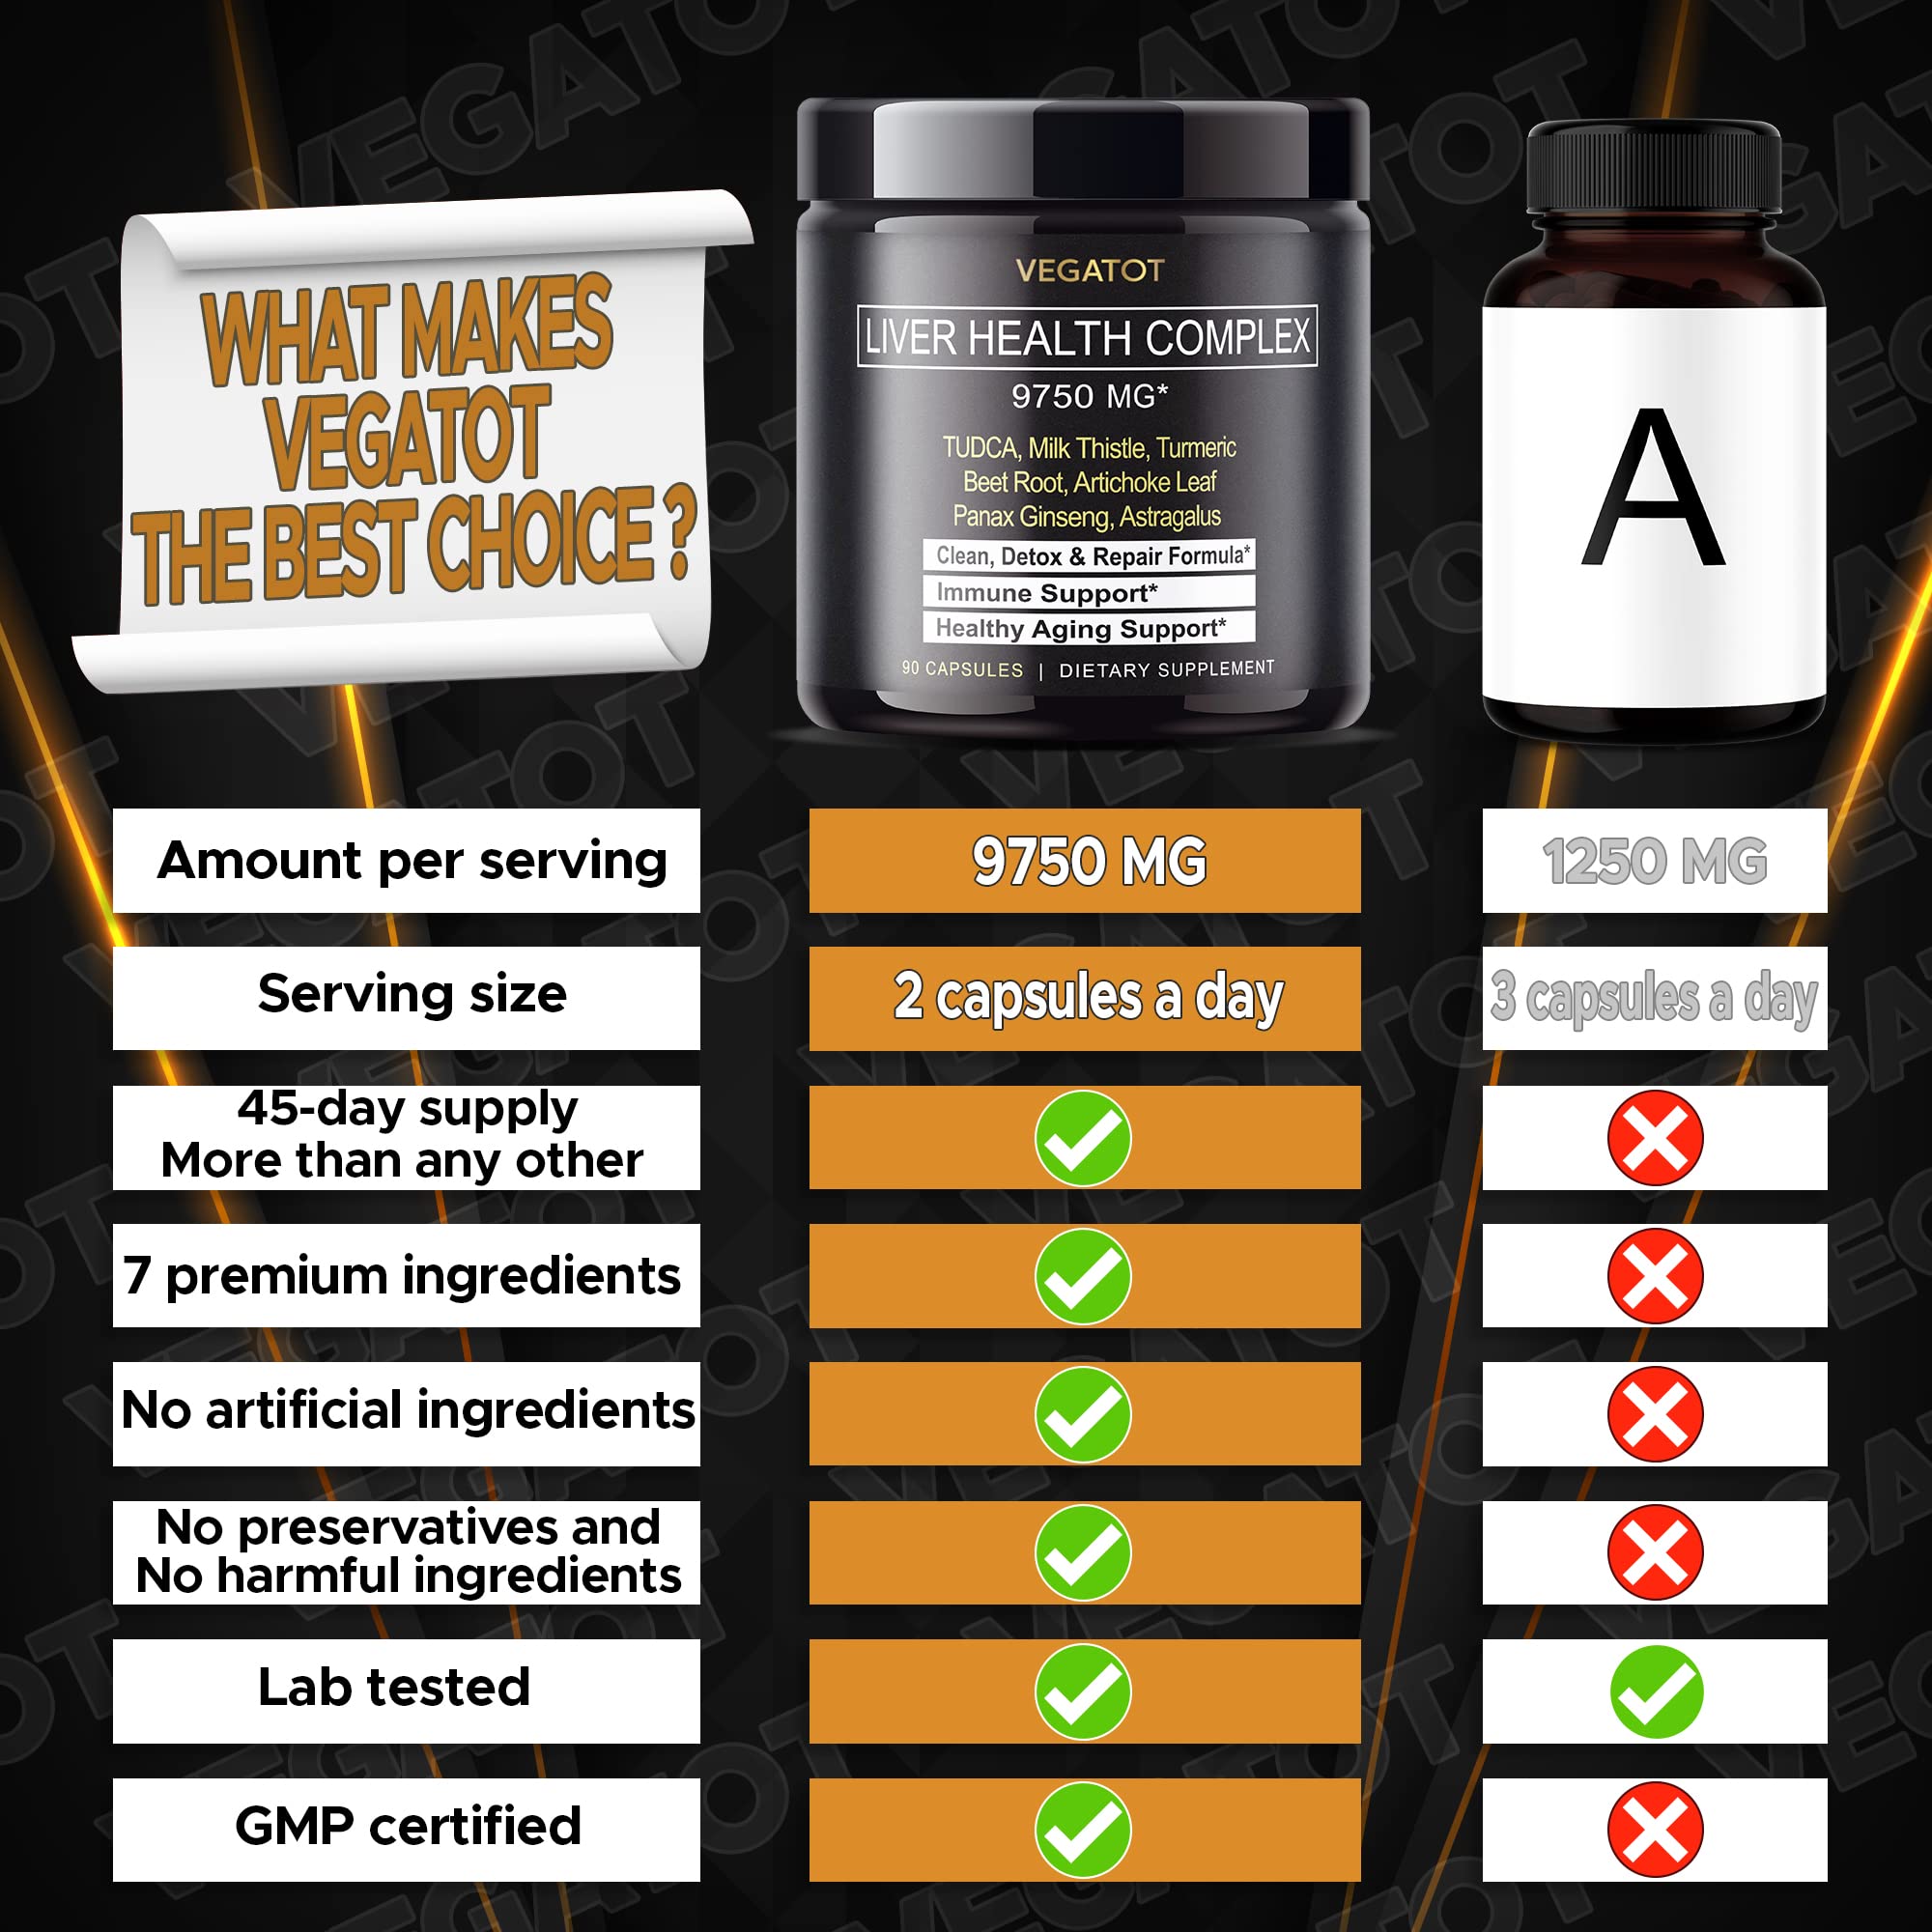 WHAT MAKES
VEGATOT
THE BEST CHOICE ?
VEGATOT
LIVER HEALTH COMPLEX
9750 MG*
TUDCA, Milk Thistle, Turmeric
Beet Root, Artichoke Leaf
Panax Ginseng, Astragalus
Clean, Detox & Repair Formula*
Immune Support*
Healthy Aging Support*
90 CAPSULES | DIETARY SUPPLEMENT
A
Amount per serving
9750 MG
1250 MG
Serving size
2 capsules a day
3 capsules a day
45-day supply
More than any other
7 premium ingredients
No artificial ingredients
No preservatives and
No harmful ingredients
Lab tested
GMP certified